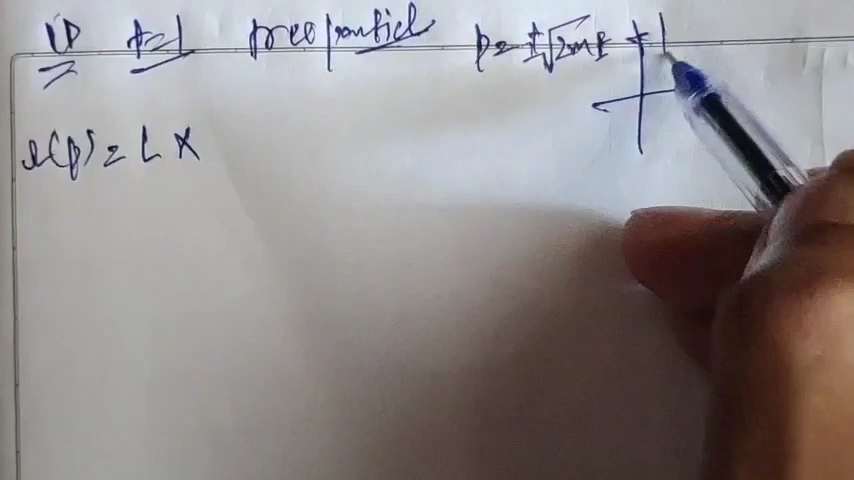 1D f=1 free particle p=±√2mE
Ω(p)=L×